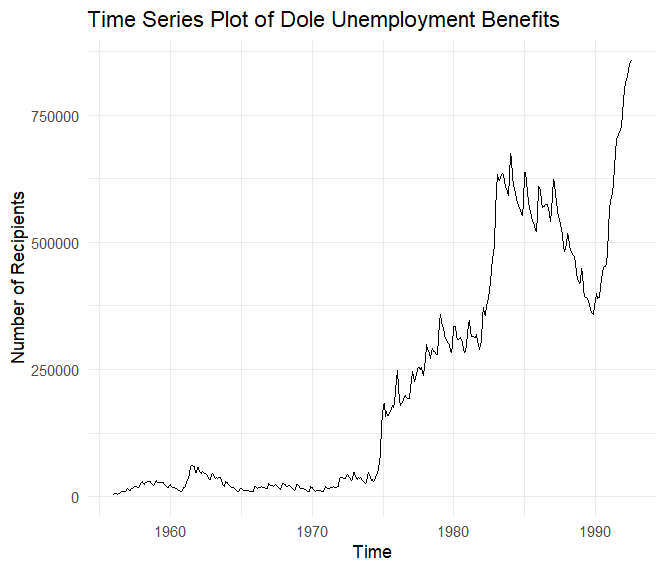 Time Series Plot of Dole Unemployment Benefits
750000
500000
250000
0
Number of Recipients
1960 1970 1980 1990
Time